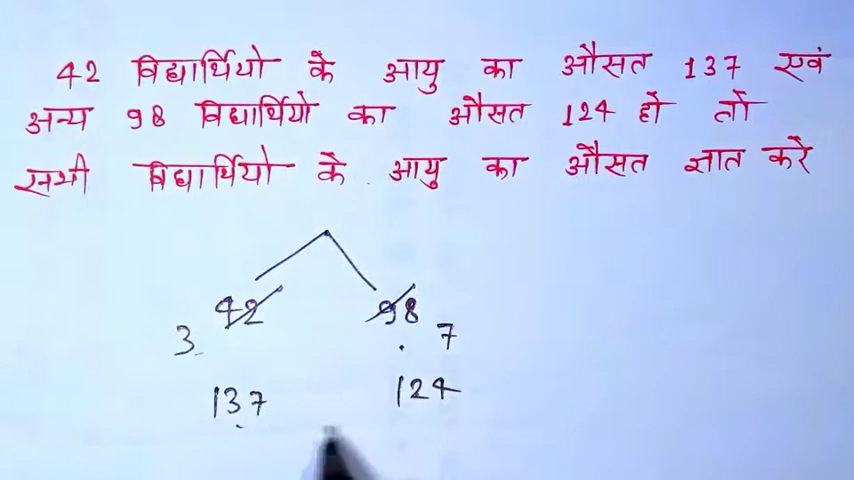 42 विद्यार्थियो के आयु का औसत 137 एवं
अन्य 98 विद्यार्थियो का औसत 124 हो तो
सभी विद्यार्थियो के आयु का औसत ज्ञात करे
42 98
3 7
137 124